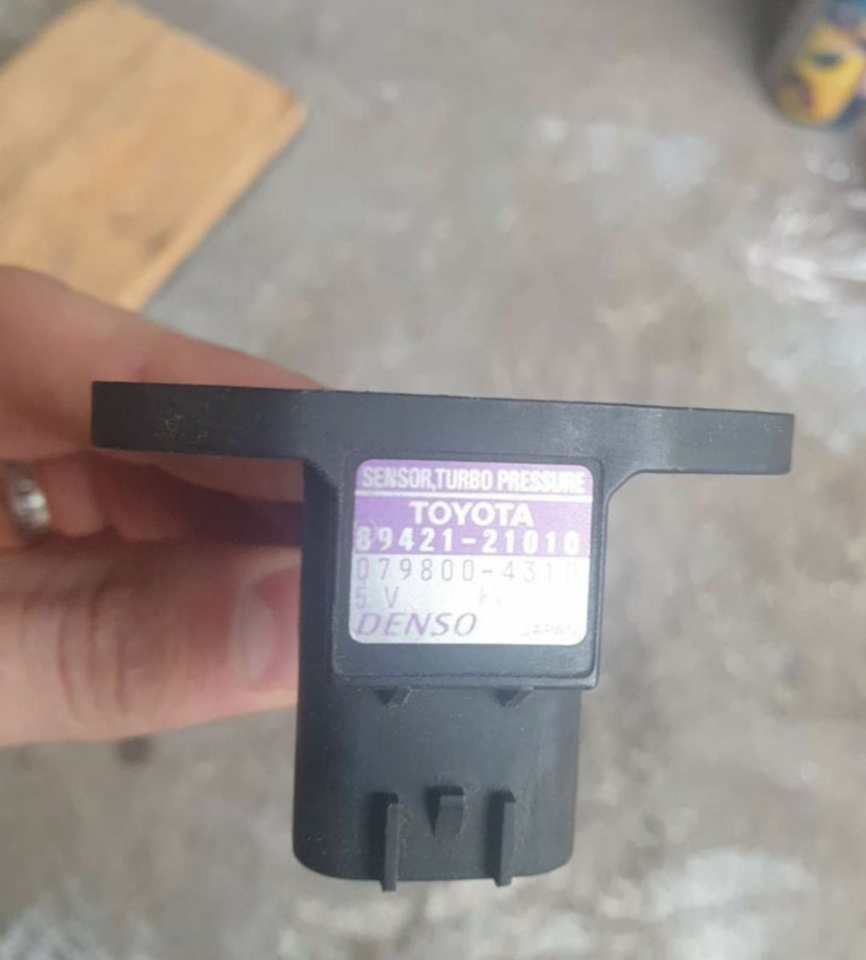 SENSOR,TURBO PRESSURE
TOYOTA
89421-21010
079800-431
5 V
DENSO JAPAN